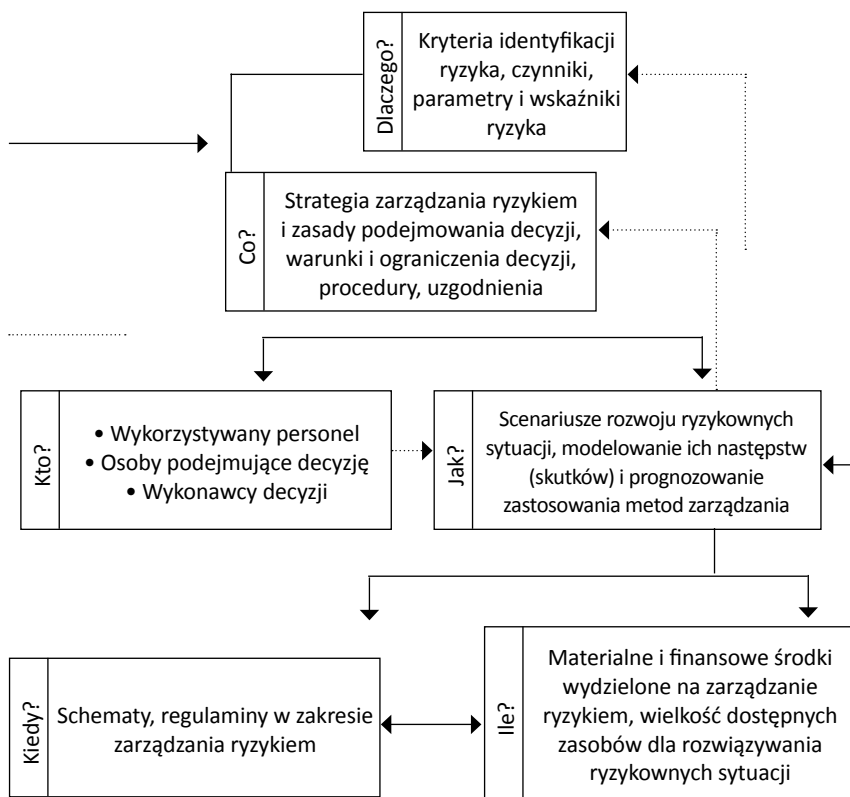 Dlaczego?
Kryteria identyfikacji
ryzyka, czynniki,
parametry i wskaźniki
ryzyka
Co?
Strategia zarządzania ryzykiem
i zasady podejmowania decyzji,
warunki i ograniczenia decyzji,
procedury, uzgodnienia
Kto?
• Wykorzystywany personel
• Osoby podejmujące decyzję
• Wykonawcy decyzji
Jak?
Scenariusze rozwoju ryzykownych
sytuacji, modelowanie ich następstw
(skutków) i prognozowanie
zastosowania metod zarządzania
Kiedy?
Schematy, regulaminy w zakresie
zarządzania ryzykiem
Ile?
Materialne i finansowe środki
wydzielone na zarządzanie
ryzykiem, wielkość dostępnych
zasobów dla rozwiązywania
ryzykownych sytuacji